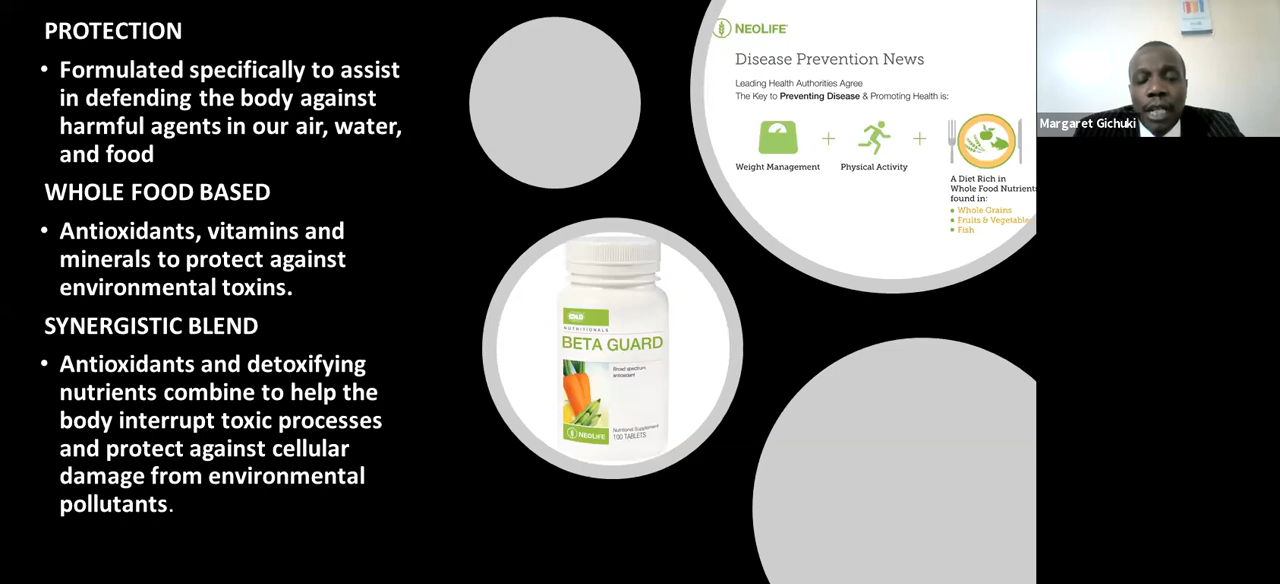 PROTECTION
• Formulated specifically to assist
in defending the body against
harmful agents in our air, water,
and food
WHOLE FOOD BASED
• Antioxidants, vitamins and
minerals to protect against
environmental toxins.
SYNERGISTIC BLEND
• Antioxidants and detoxifying
nutrients combine to help the
body interrupt toxic processes
and protect against cellular
damage from environmental
pollutants.
NUTRITIONALS
BETA GUARD
Broad spectrum
antioxidant
NEOLIFE
Nutritional Supplement
100 TABLETS
NEOLIFE
Disease Prevention News
Leading Health Authorities Agree
The Key to Preventing Disease & Promoting Health is:
Weight Management
Physical Activity
A Diet Rich in
Whole Food Nutrients
found in:
• Whole Grains
• Fruits & Vegetables
• Fish
Margaret Gichuki